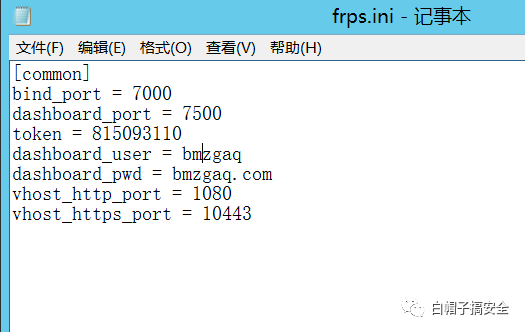 frps.ini - 记事本
文件(F) 编辑(E) 格式(O) 查看(V) 帮助(H)
[common]
bind_port = 7000
dashboard_port = 7500
token = 815093110
dashboard_user = bmzgaq
dashboard_pwd = bmzgaq.com
vhost_http_port = 1080
vhost_https_port = 10443
白帽子搞安全